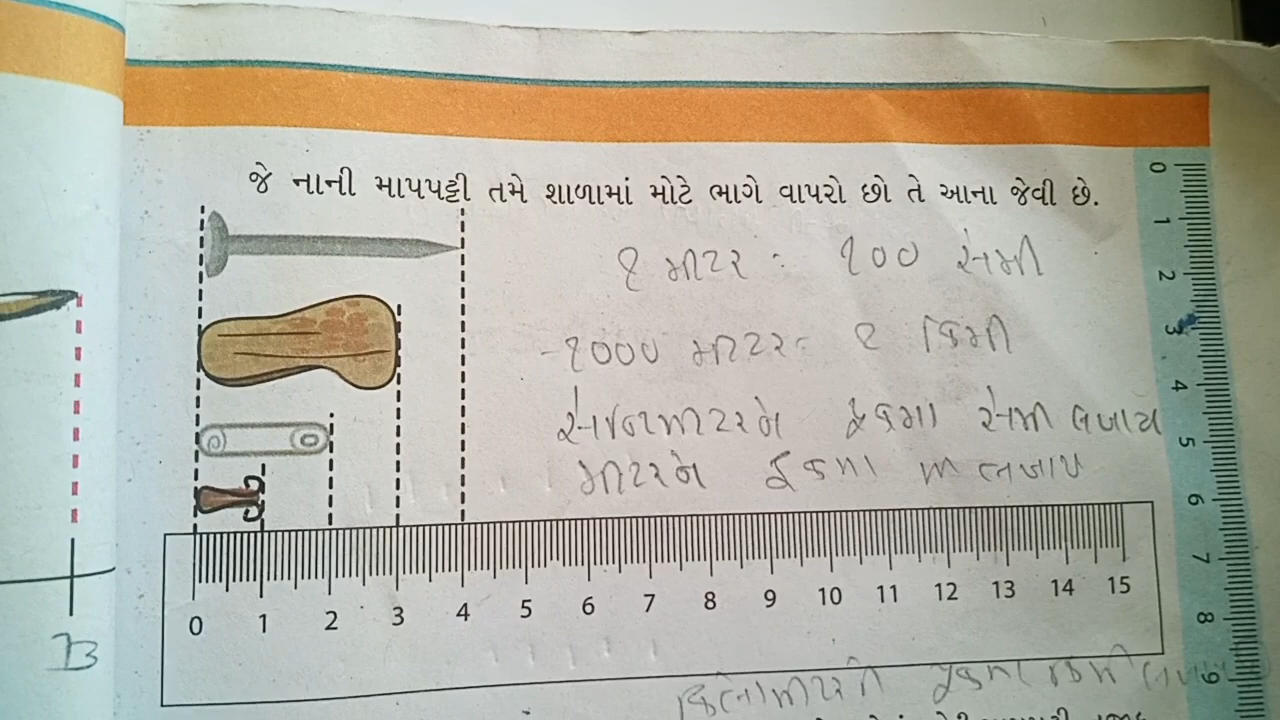 જે નાની માપપટ્ટી તમે શાળામાં મોટે ભાગે વાપરો છો તે આના જેવી છે.
૧ મીટર = ૧૦૦ સેમી
૧૦૦૦ મીટર = ૧ કિમી
સેન્ટિમીટરને ટૂંકમાં સેમી લખાય
મીટરને ટૂંકમાં મી લખાય
0 1 2 3 4 5 6 7 8 9 10 11 12 13 14 15
B
કિલોમીટરને ટૂંકમાં કિમી
0
1
2
3
4
5
6
7
8
9